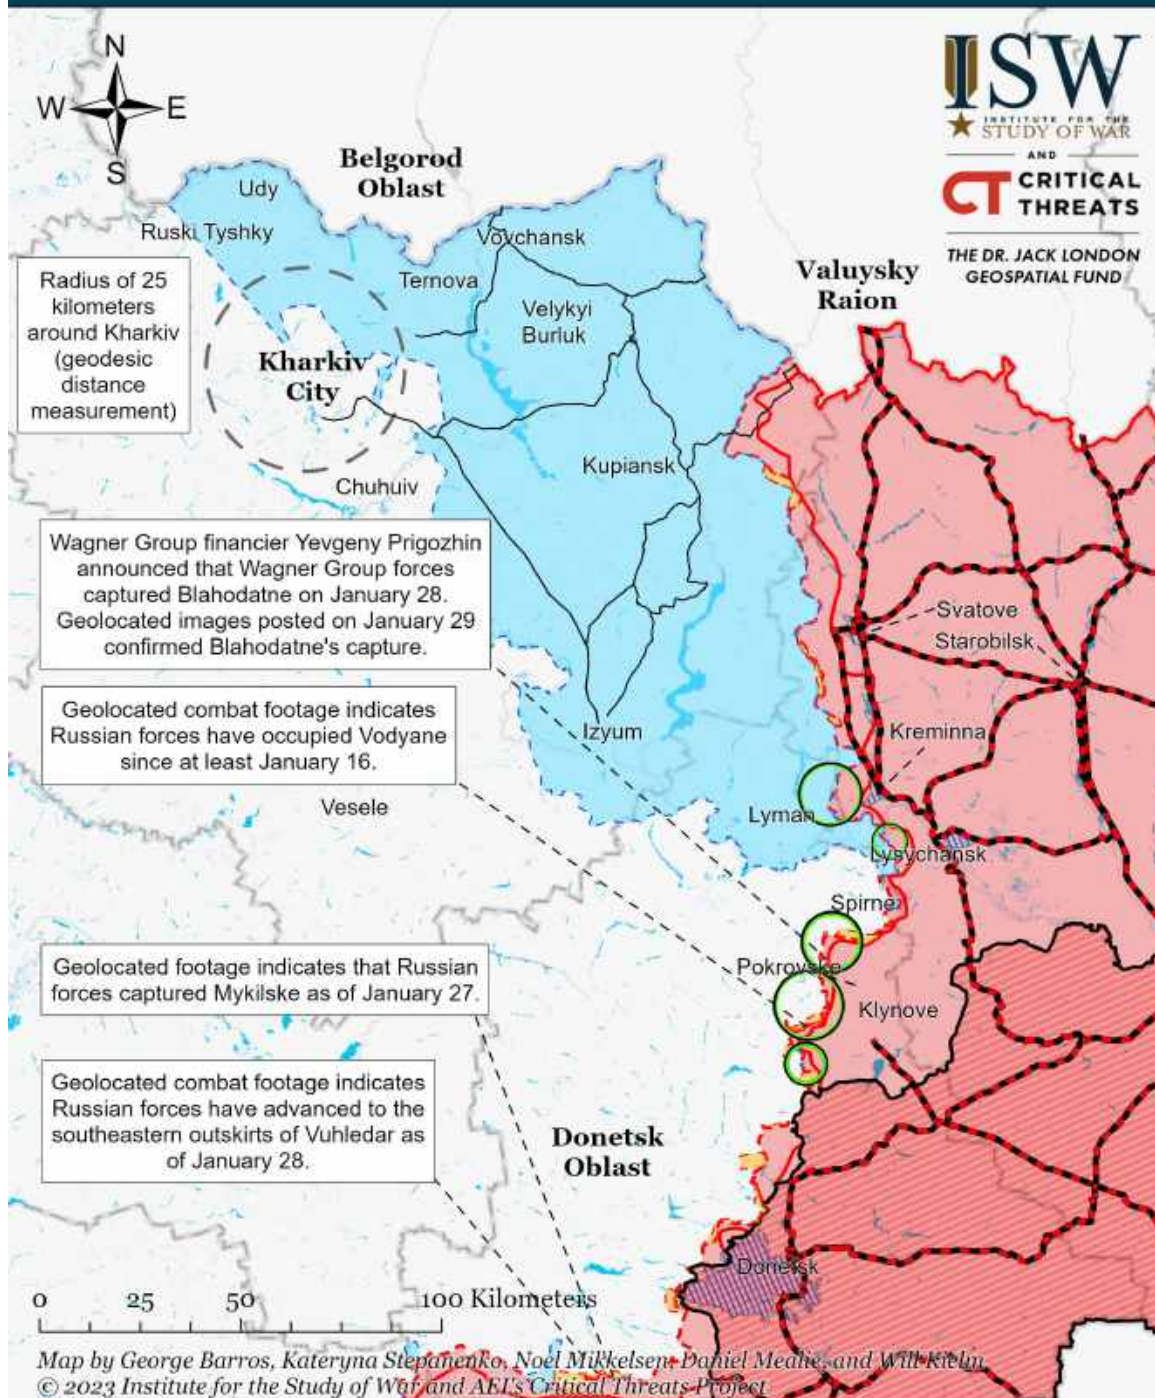 N
W
E
S
ISW
INSTITUTE FOR THE
STUDY OF WAR
AND
CT CRITICAL
THREATS
THE DR. JACK LONDON
GEOSPATIAL FUND
Belgorod
Oblast
Udy
Ruski Tyshky
Vovchansk
Ternova
Valuysky
Raion
Radius of 25
kilometers
around Kharkiv
(geodesic
distance
measurement)
Velykyi
Burluk
Kharkiv
City
Kupiansk
Chuhuiv
Wagner Group financier Yevgeny Prigozhin
announced that Wagner Group forces
captured Blahodatne on January 28.
Geolocated images posted on January 29
confirmed Blahodatne's capture.
Svatove
Starobilsk
Geolocated combat footage indicates
Russian forces have occupied Vodyane
since at least January 16.
Izyum
Kreminna
Vesele
Lyman
Lysychansk
Spirne
Pokrovske
Geolocated footage indicates that Russian
forces captured Mykilske as of January 27.
Klynove
Geolocated combat footage indicates
Russian forces have advanced to the
southeastern outskirts of Vuhledar as
of January 28.
Donetsk
Oblast
Donetsk
0 25 50 100 Kilometers
Map by George Barros, Kateryna Stepanenko, Noel Mikkelsen, Daniel Mealie, and Will Kielm
© 2023 Institute for the Study of War and AEI's Critical Threats Project